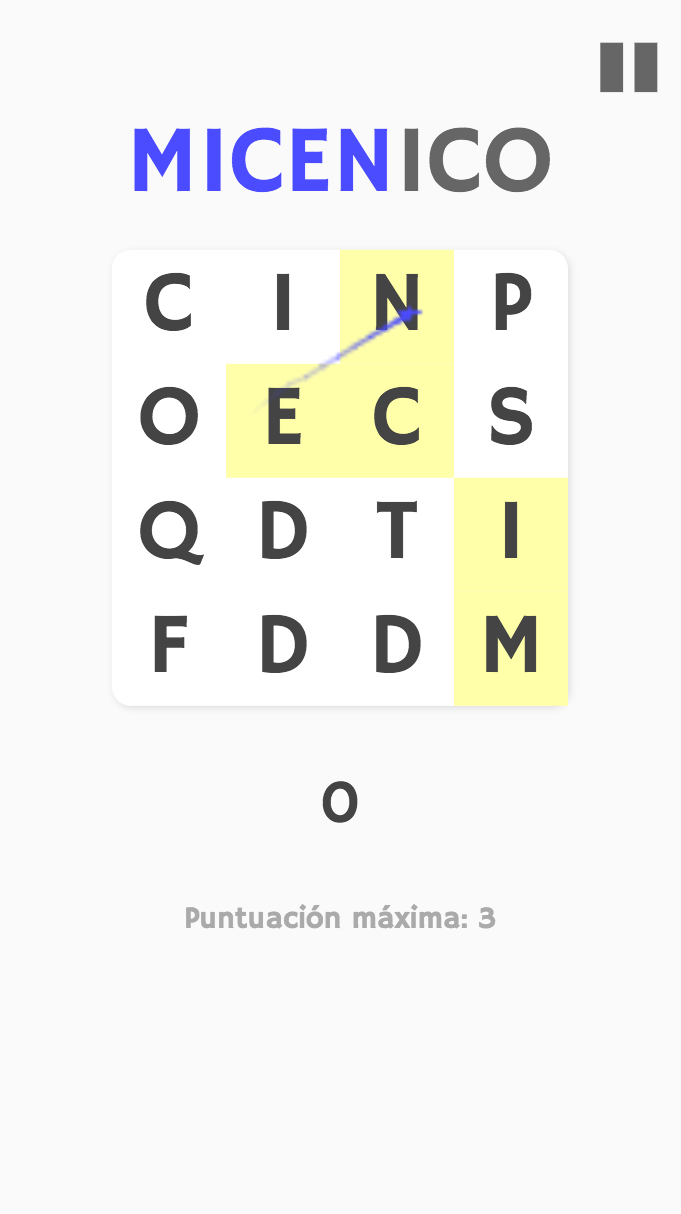 MICENICO
C I N P
O E C S
Q D T I
F D D M
0
Puntuación máxima: 3